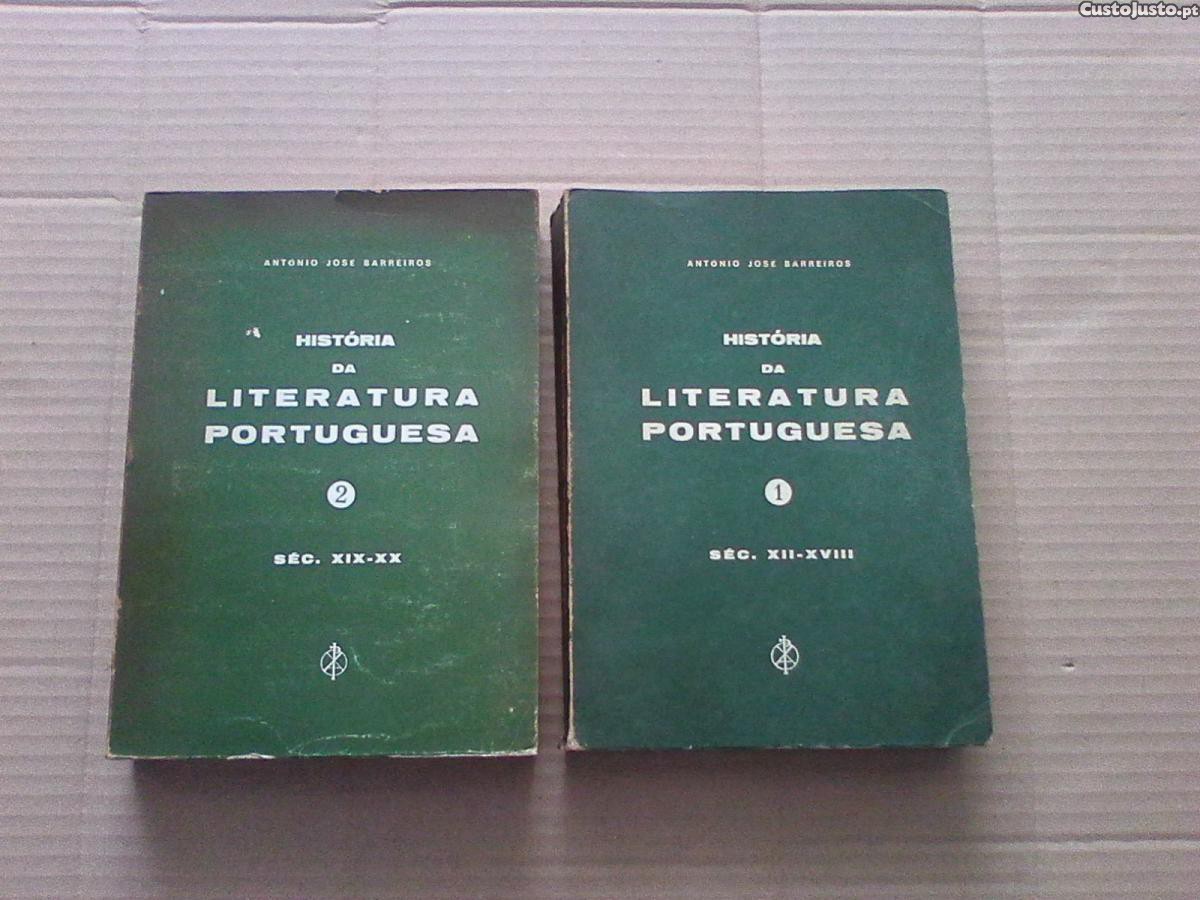 CustoJusto.pt
ANTONIO JOSE BARREIROS
HISTÓRIA
DA
LITERATURA
PORTUGUESA
2
SÉC. XIX-XX
ANTONIO JOSE BARREIROS
HISTÓRIA
DA
LITERATURA
PORTUGUESA
1
SÉC. XII-XVIII